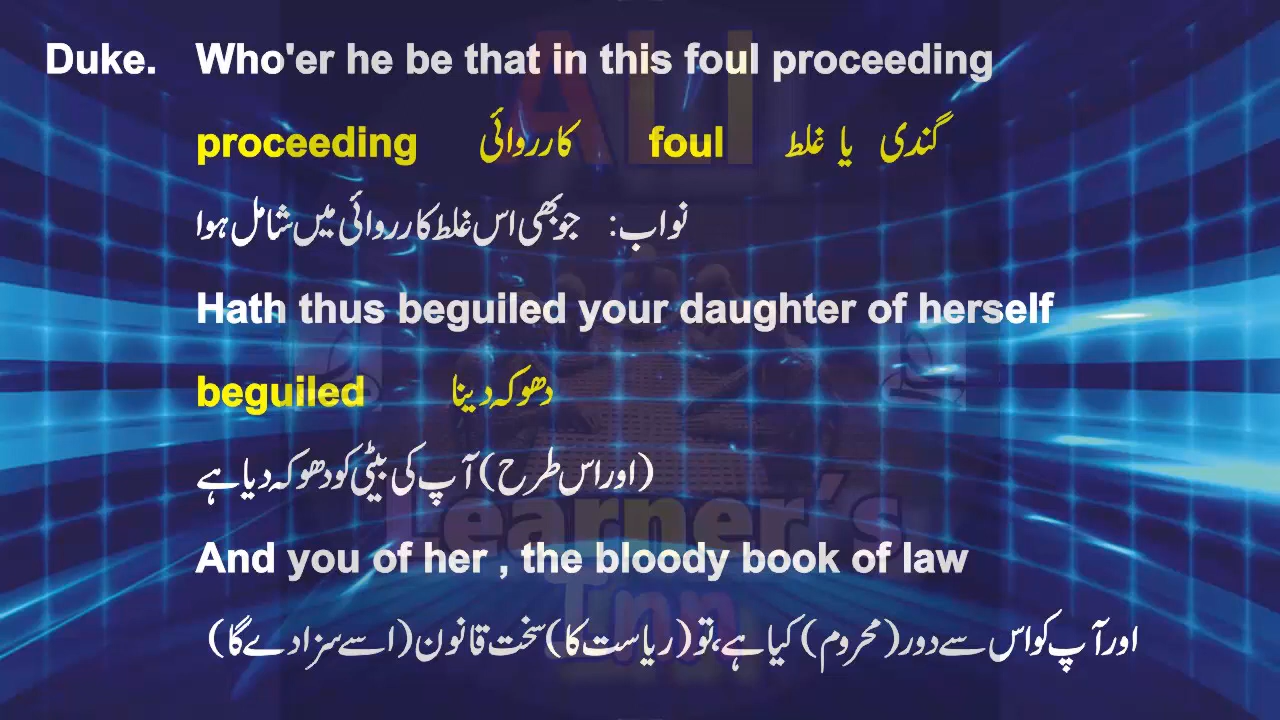 Duke. Who'er he be that in this foul proceeding
proceeding کارروائی foul گندی یا غلط
نواب: جو بھی اس غلط کارروائی میں شامل ہوا
Hath thus beguiled your daughter of herself
beguiled دھوکہ دینا
(اور اس طرح) آپ کی بیٹی کو دھوکہ دیا ہے
And you of her , the bloody book of law
اور آپ کو اس سے دور (محروم) کیا ہے، تو (ریاست کا) سخت قانون (اسے سزا دے گا)
ALI
Learner's
Inn